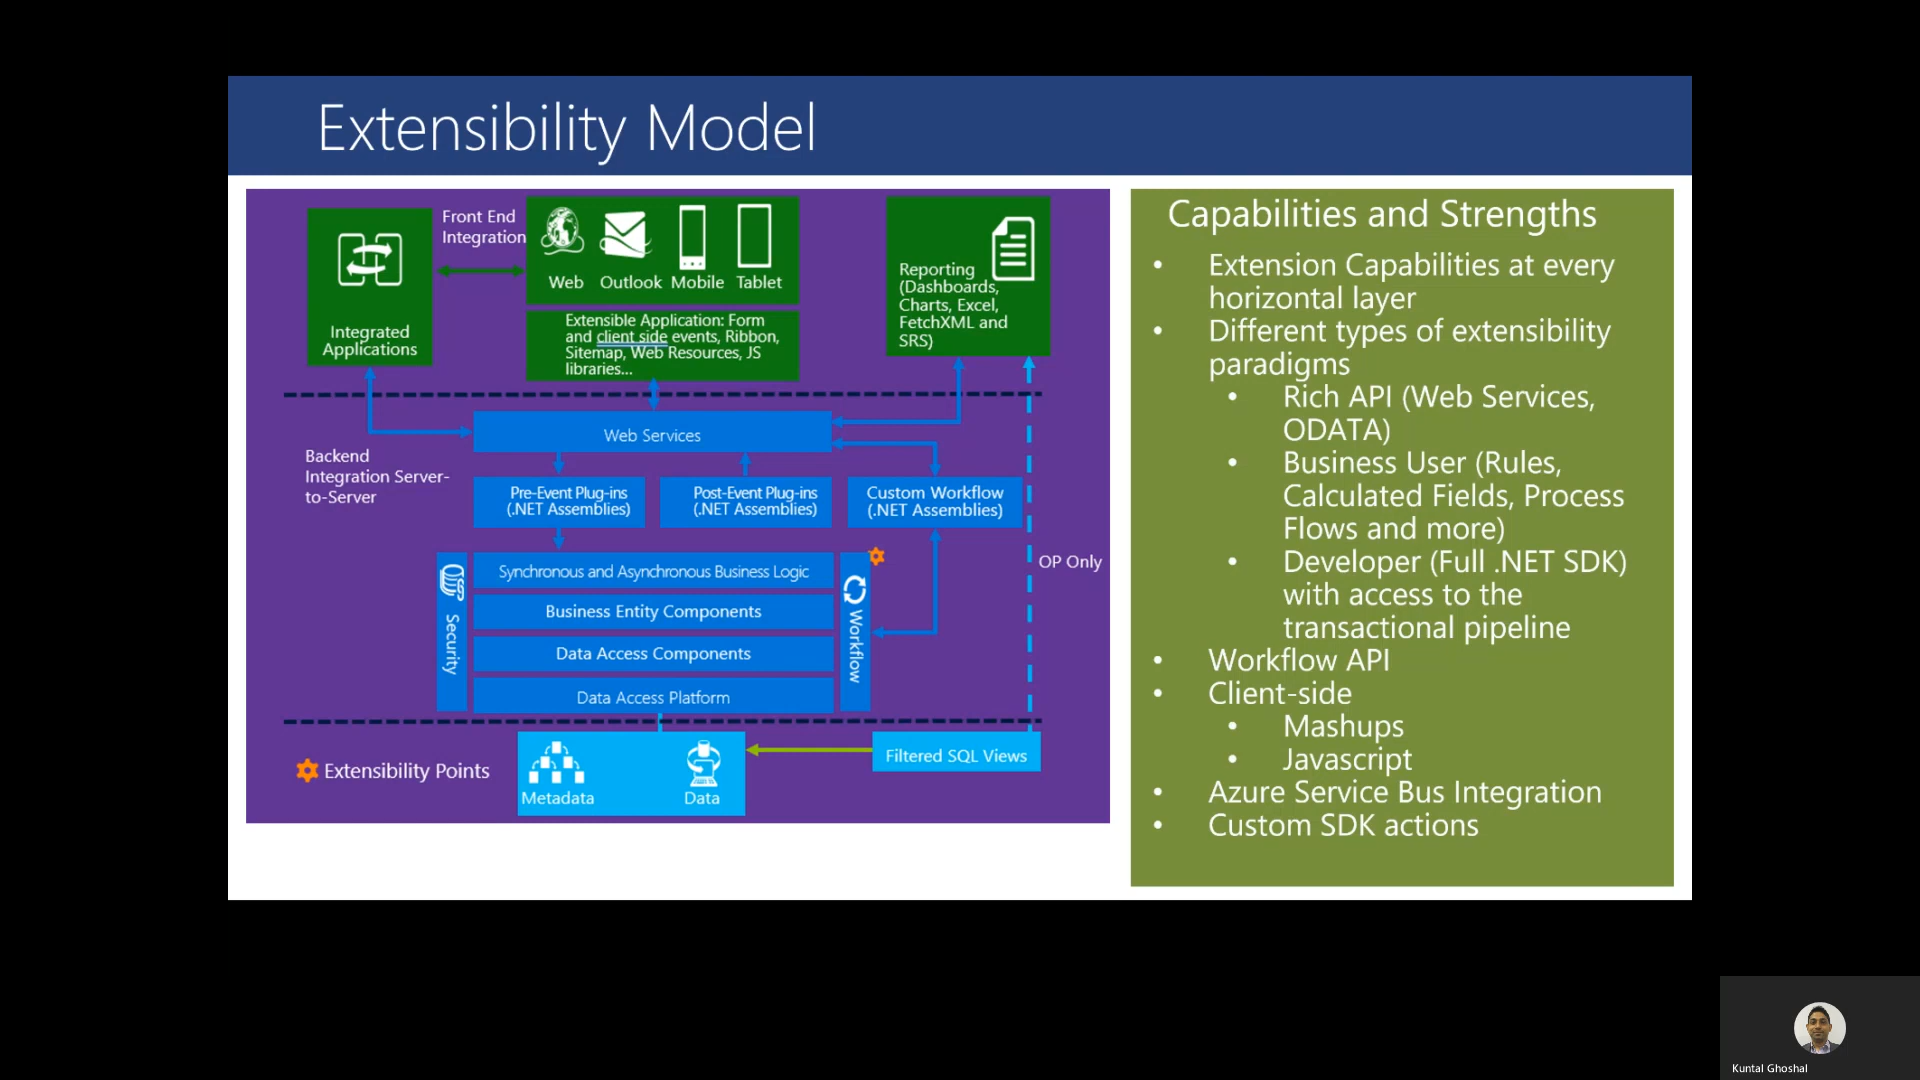 Extensibility Model
Front End
Integration
Integrated
Applications
Web Outlook Mobile Tablet
Extensible Application: Form
and client side events, Ribbon,
Sitemap, Web Resources, JS
libraries...
Reporting
(Dashboards,
Charts, Excel,
FetchXML and
SRS)
Web Services
Backend
Integration Server-
to-Server
Pre-Event Plug-ins
(.NET Assemblies)
Post-Event Plug-ins
(.NET Assemblies)
Custom Workflow
(.NET Assemblies)
OP Only
Security
Synchronous and Asynchronous Business Logic
Business Entity Components
Data Access Components
Data Access Platform
Workflow
Extensibility Points
Metadata
Data
Filtered SQL Views
Capabilities and Strengths
• Extension Capabilities at every
horizontal layer
• Different types of extensibility
paradigms
• Rich API (Web Services,
ODATA)
• Business User (Rules,
Calculated Fields, Process
Flows and more)
• Developer (Full .NET SDK)
with access to the
transactional pipeline
• Workflow API
• Client-side
• Mashups
• Javascript
• Azure Service Bus Integration
• Custom SDK actions
Kuntal Ghoshal